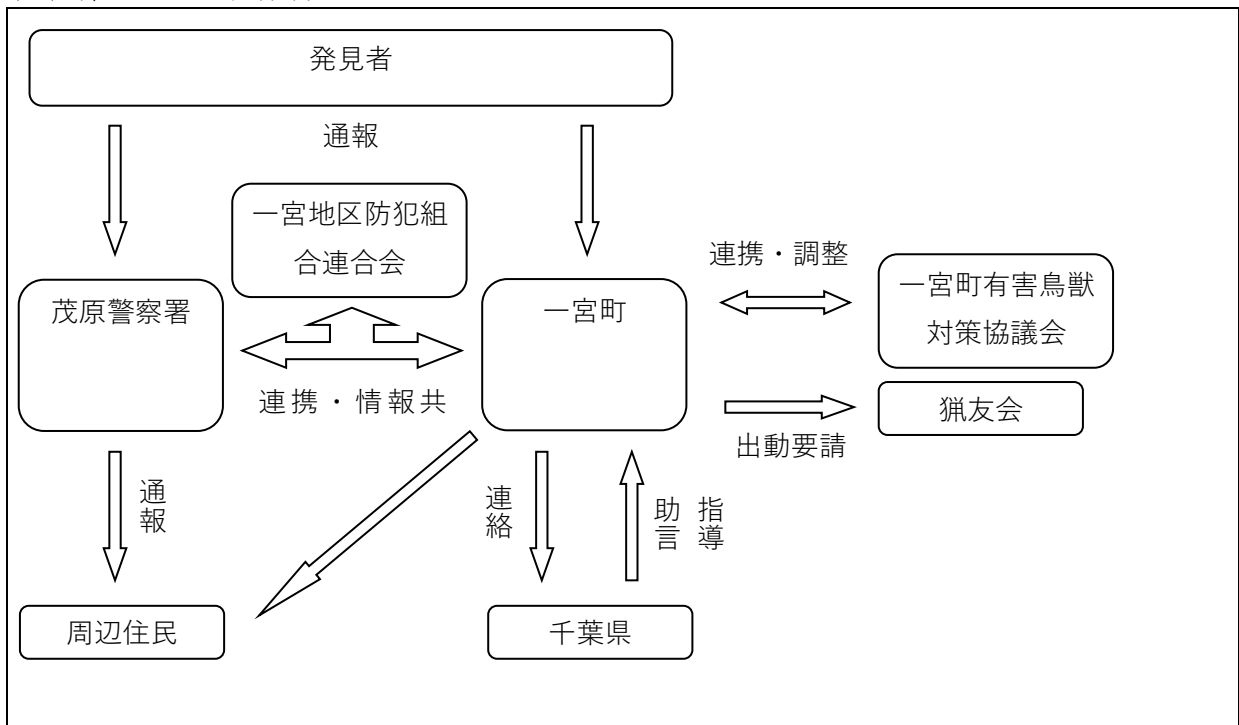 発見者
通報
一宮地区防犯組
合連合会
連携・調整
一宮町有害鳥獣
対策協議会
茂原警察署
一宮町
連携・情報共
猟友会
出動要請
通報
連絡
助言
指導
周辺住民
千葉県